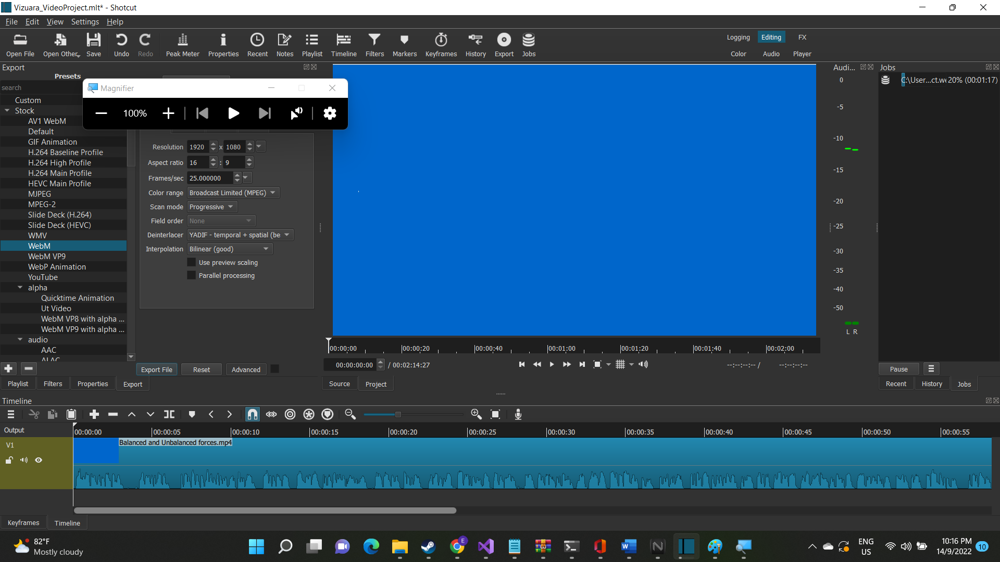 Vizuara_VideoProject.mlt* - Shotcut
File Edit View Settings Help
Open File Open Other... Save Undo Redo Peak Meter Properties Recent Notes Playlist Timeline Filters Markers Keyframes History Export Jobs
Logging Editing FX
Color Audio Player
Export
Presets
search
Custom
Stock
AV1 WebM
Default
GIF Animation
H.264 Baseline Profile
H.264 High Profile
H.264 Main Profile
HEVC Main Profile
MJPEG
MPEG-2
Slide Deck (H.264)
Slide Deck (HEVC)
WMV
WebM
WebM VP9
WebP Animation
YouTube
alpha
Quicktime Animation
Ut Video
WebM VP8 with alpha ...
WebM VP9 with alpha ...
audio
AAC
ALAC
Magnifier
100%
Resolution 1920 x 1080
Aspect ratio 16 : 9
Frames/sec 25.000000
Color range Broadcast Limited (MPEG)
Scan mode Progressive
Field order None
Deinterlacer YADIF - temporal + spatial (be
Interpolation Bilinear (good)
Use preview scaling
Parallel processing
Export File Reset Advanced
Playlist Filters Properties Export
00:00:00 00:00:20 00:00:40 00:01:00 00:01:20 00:01:40 00:02:00
00:00:00:00 / 00:02:14:27
--:--:--:-- / --:--:--:--
Source Project
Audi...
0
-5
-10
-15
-20
-25
-30
-35
-40
-50
L R
Jobs
C:\User...ct.we 20% (00:01:17)
Pause
Recent History Jobs
Timeline
Output
00:00:00 00:00:05 00:00:10 00:00:15 00:00:20 00:00:25 00:00:30 00:00:35 00:00:40 00:00:45 00:00:50 00:00:55
V1
Balanced and Unbalanced forces.mp4
Keyframes Timeline
82°F
Mostly cloudy
E
W
N
ENG
US
10:16 PM
14/9/2022
10